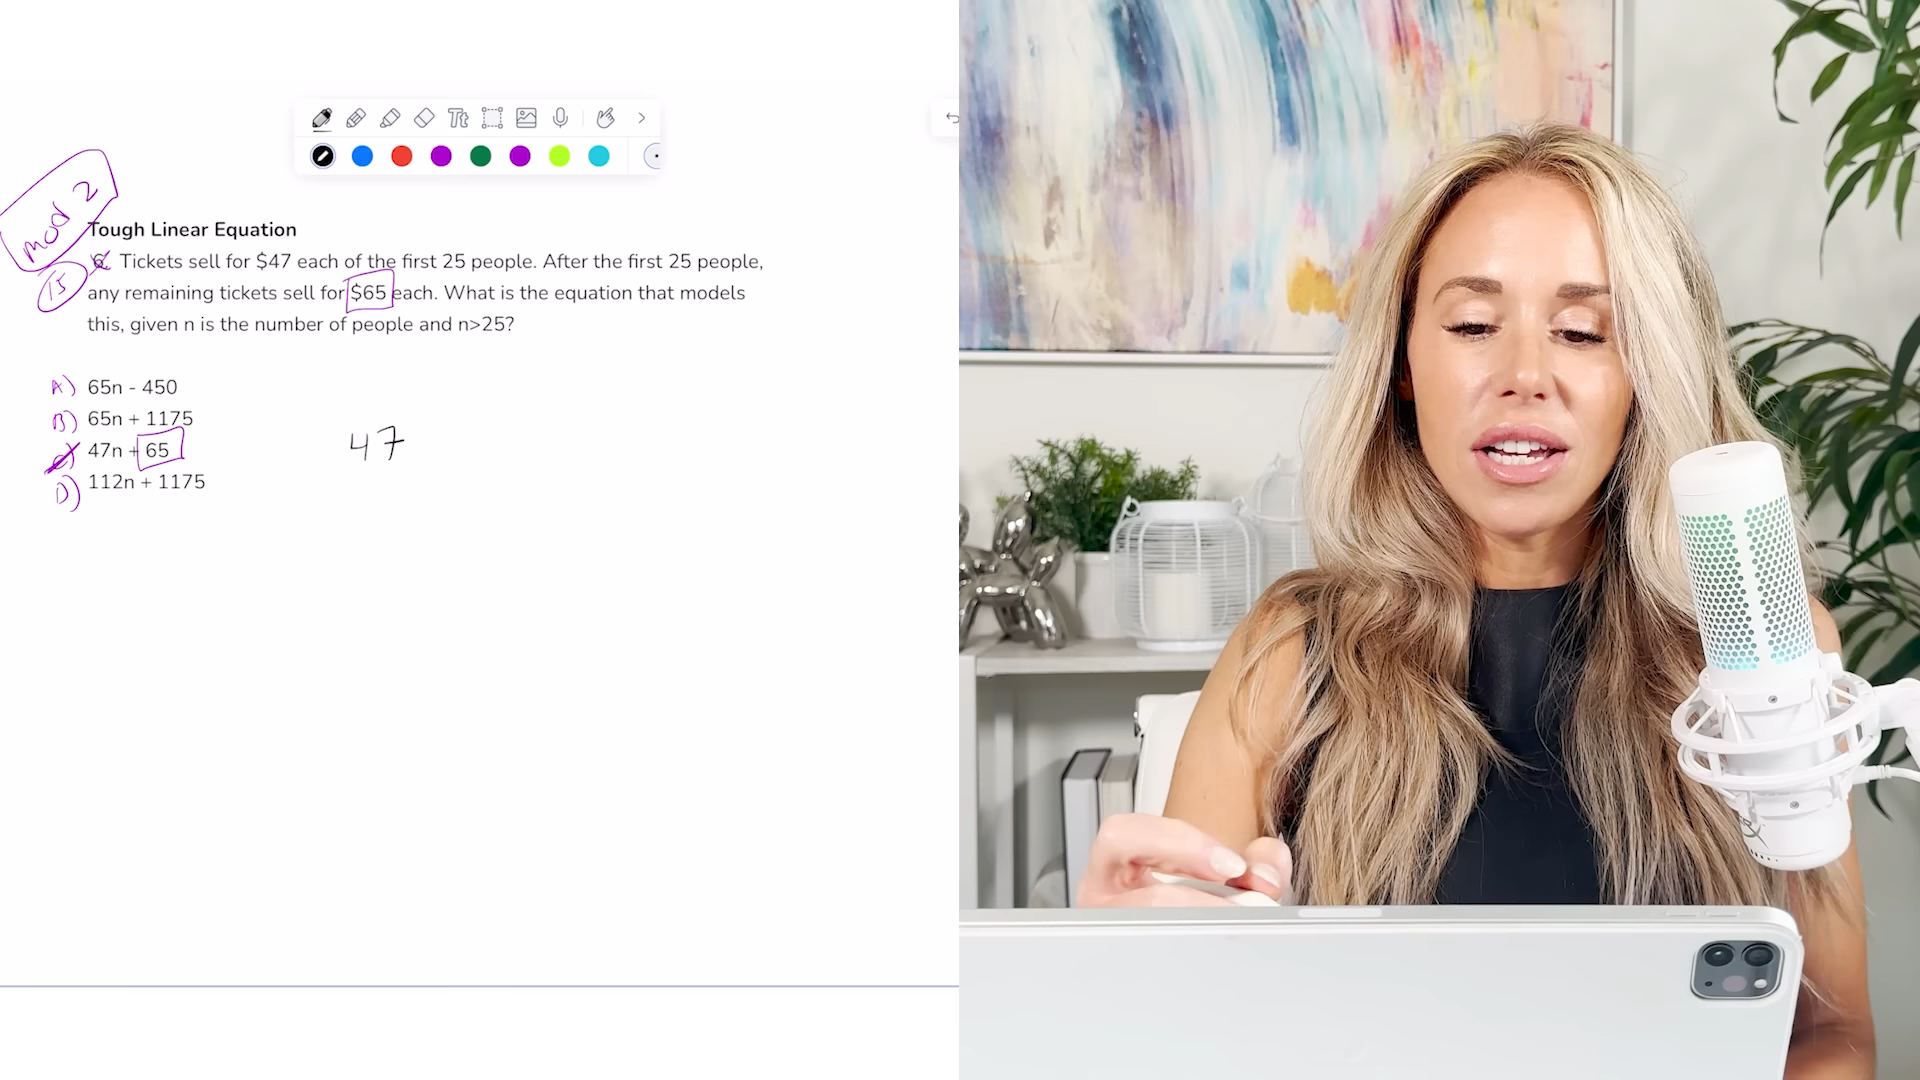 Tt
mod 2
Tough Linear Equation
15
6. Tickets sell for $47 each of the first 25 people. After the first 25 people,
any remaining tickets sell for $65 each. What is the equation that models
this, given n is the number of people and n>25?
A) 65n - 450
B) 65n + 1175
C) 47n + 65
D) 112n + 1175
47